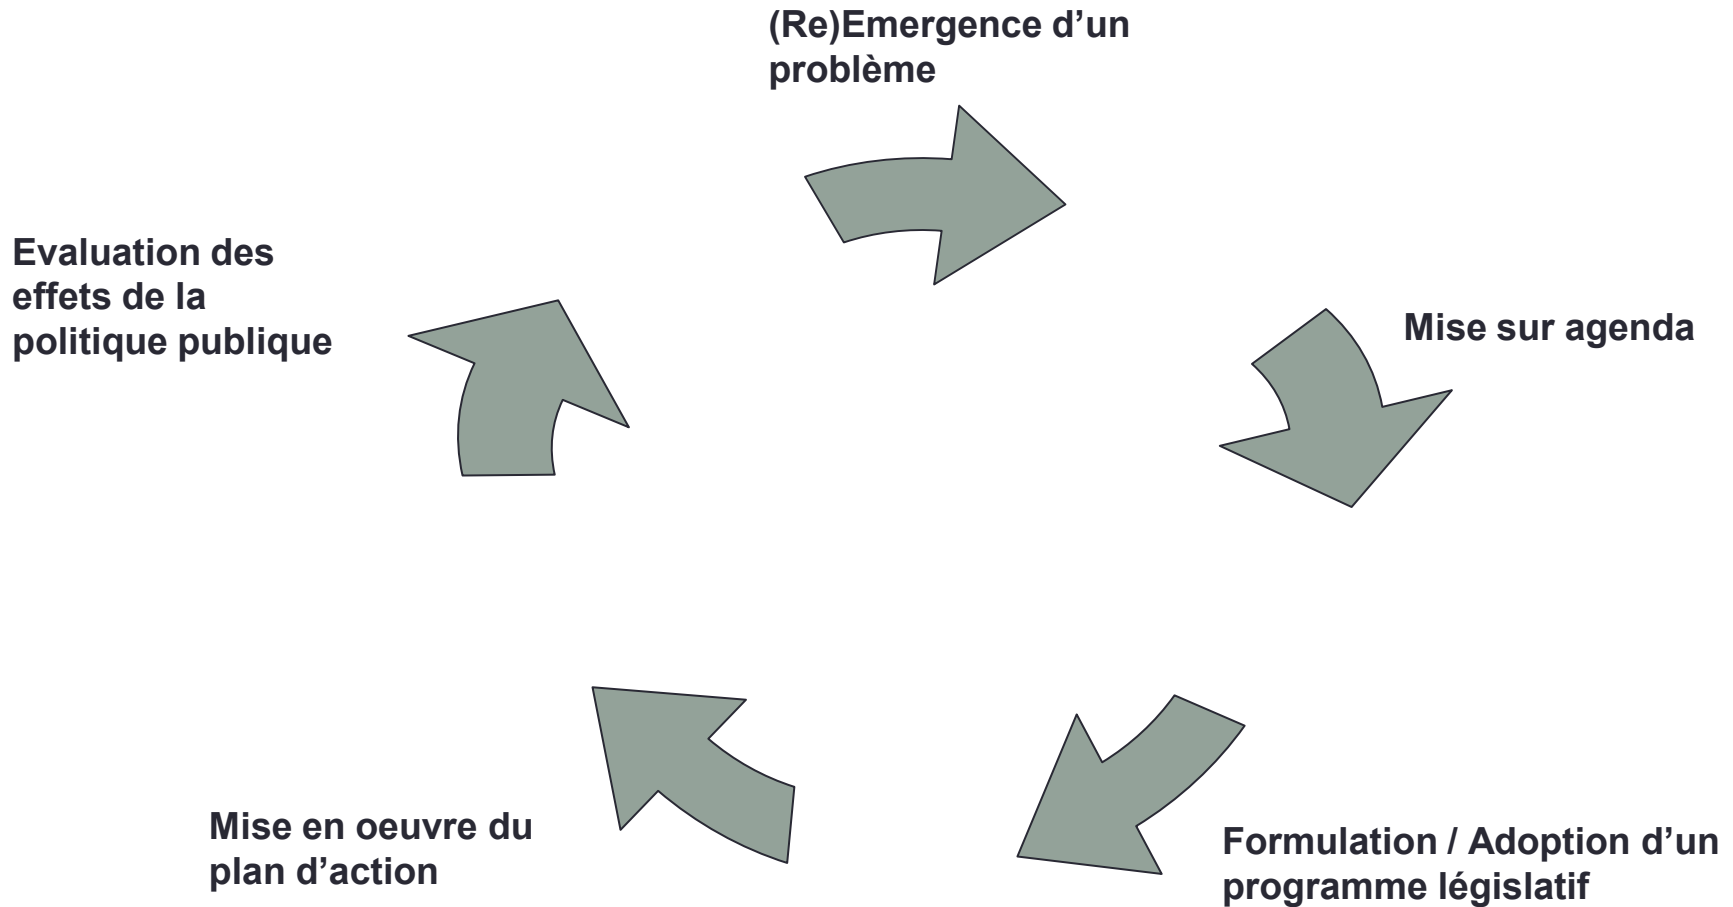 (Re)Emergence d’un
problème
Mise sur agenda
Formulation / Adoption d’un
programme législatif
Mise en oeuvre du
plan d’action
Evaluation des
effets de la
politique publique